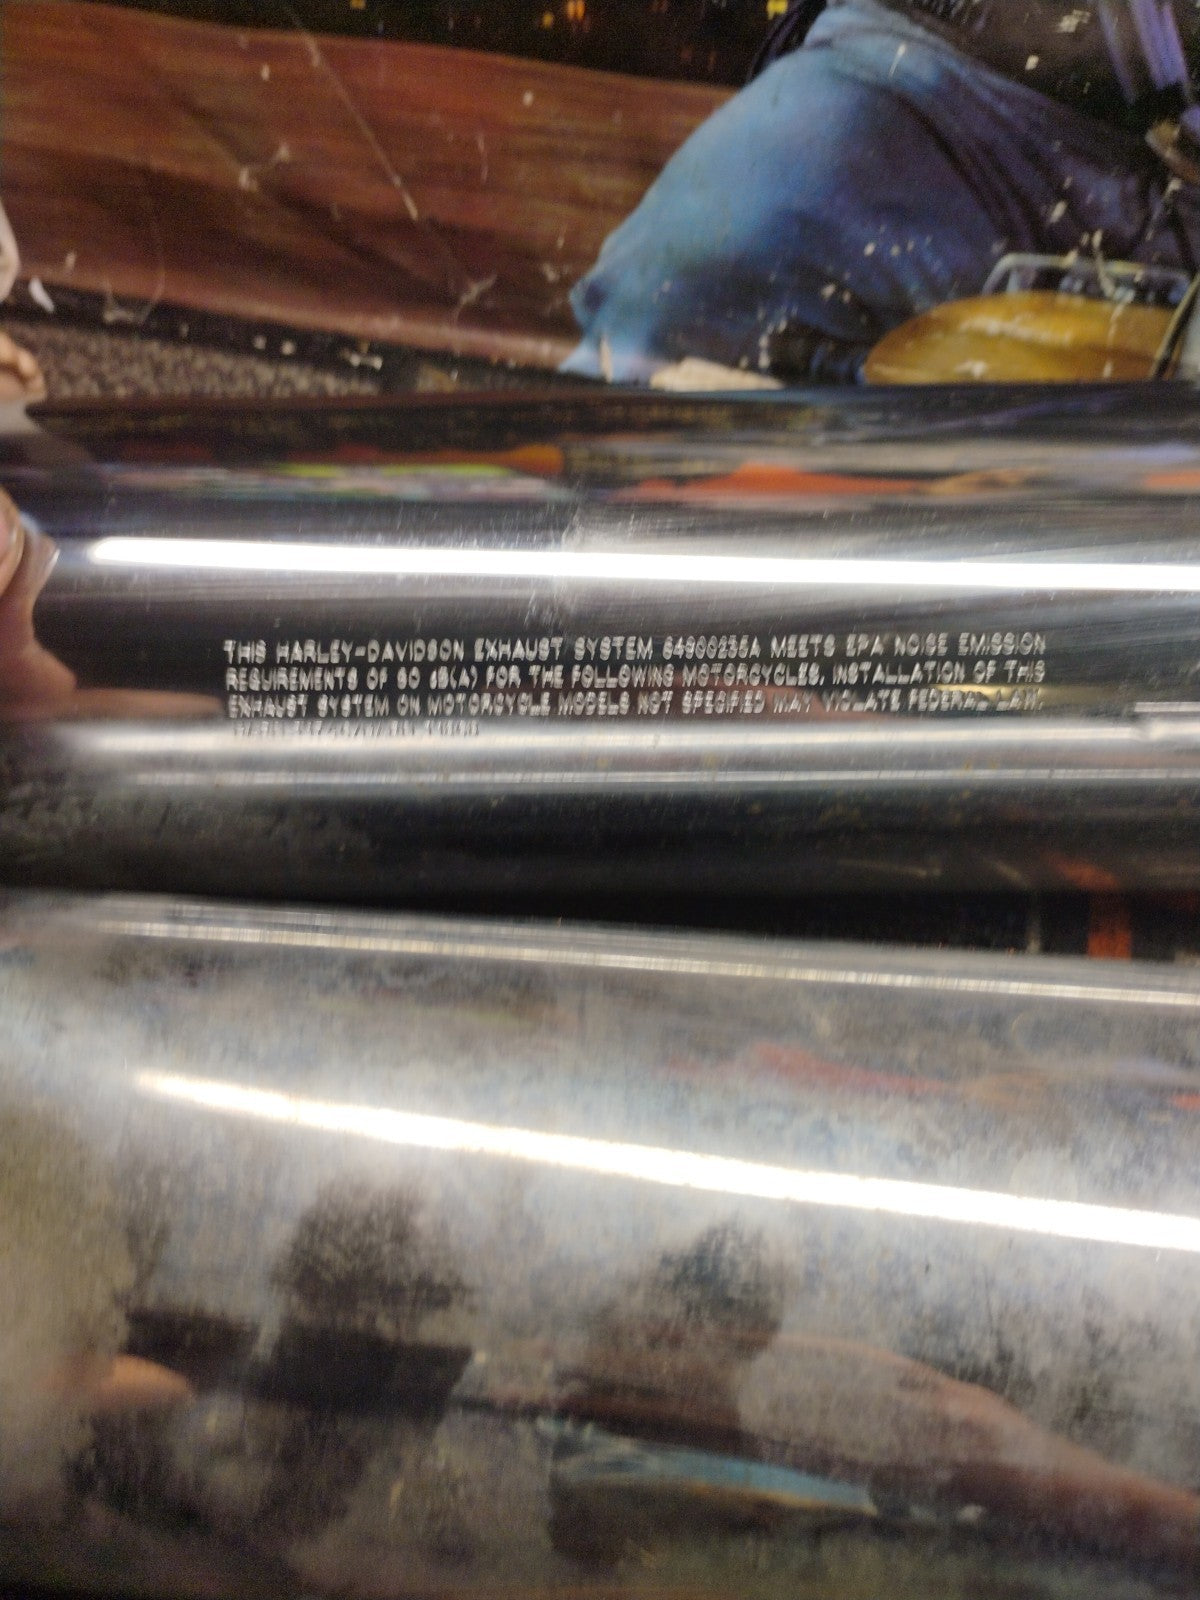 THIS HARLEY-DAVIDSON EXHAUST SYSTEM 64900235A MEETS EPA NOISE EMISSION
REQUIREMENTS OF 80 dB(A) FOR THE FOLLOWING MOTORCYCLES. INSTALLATION OF THIS
EXHAUST SYSTEM ON MOTORCYCLE MODELS NOT SPECIFIED MAY VIOLATE FEDERAL LAW.